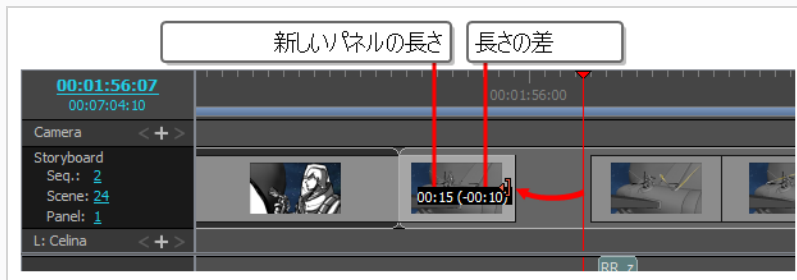 新しいパネルの長さ
長さの差
00:01:56:07
00:07:04:10
00:01:56:00
Camera < + >
Storyboard
Seq.: 2
Scene: 24
Panel: 1
00:15 (-00:10)
L: Celina < + >
RR_z